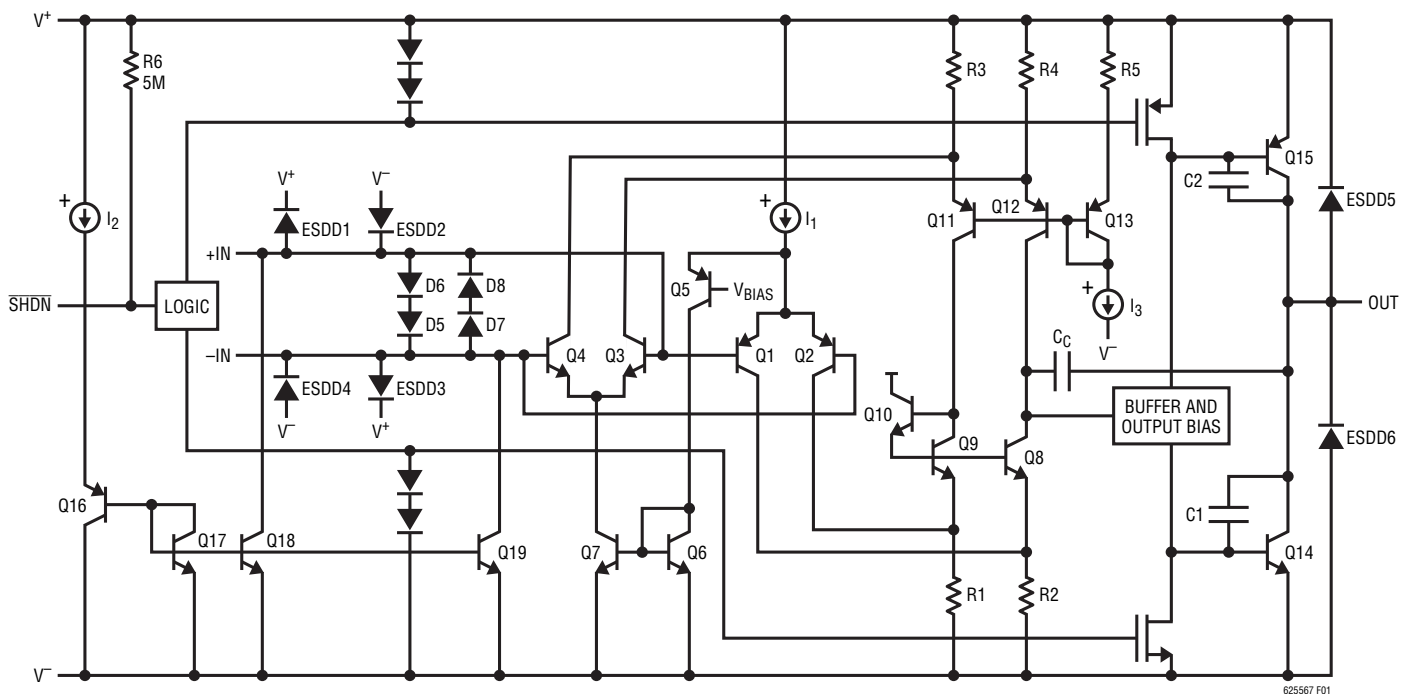 V+
R6
5M
R3
R4
R5
Q15
C2
V+
V−
+
I2
ESDD1
ESDD2
+
I1
Q11
Q12
Q13
ESDD5
+IN
D6
D8
Q5
VBIAS
+
I3
SHDN
LOGIC
OUT
D5
D7
−IN
Q4
Q3
Q1
Q2
V−
CC
ESDD4
ESDD3
V−
V+
Q10
BUFFER AND
OUTPUT BIAS
Q9
Q8
ESDD6
Q16
Q17
Q18
Q19
Q7
Q6
C1
Q14
R1
R2
V−
625567 F01